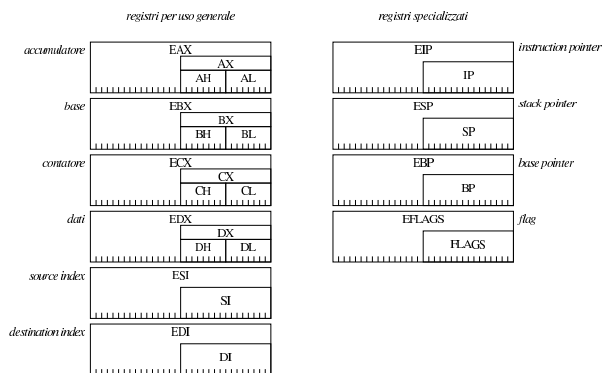 registri per uso generale
registri specializzati
accumulatore
EAX
AX
AH
AL
EIP
instruction pointer
IP
base
EBX
BX
BH
BL
ESP
stack pointer
SP
contatore
ECX
CX
CH
CL
EBP
base pointer
BP
dati
EDX
DX
DH
DL
EFLAGS
flag
FLAGS
source index
ESI
SI
destination index
EDI
DI